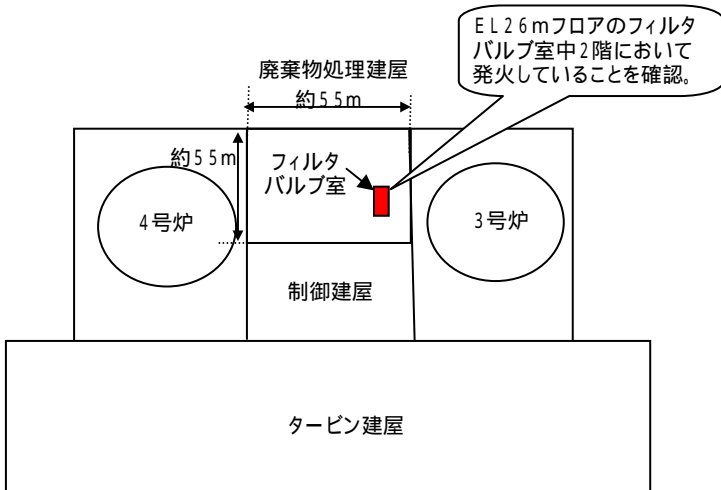 EL26mフロアのフィルタ
バルブ室中2階において
発火していることを確認。
廃棄物処理建屋
約55m
約55m
フィルタ
バルブ室
4号炉
3号炉
制御建屋
タービン建屋